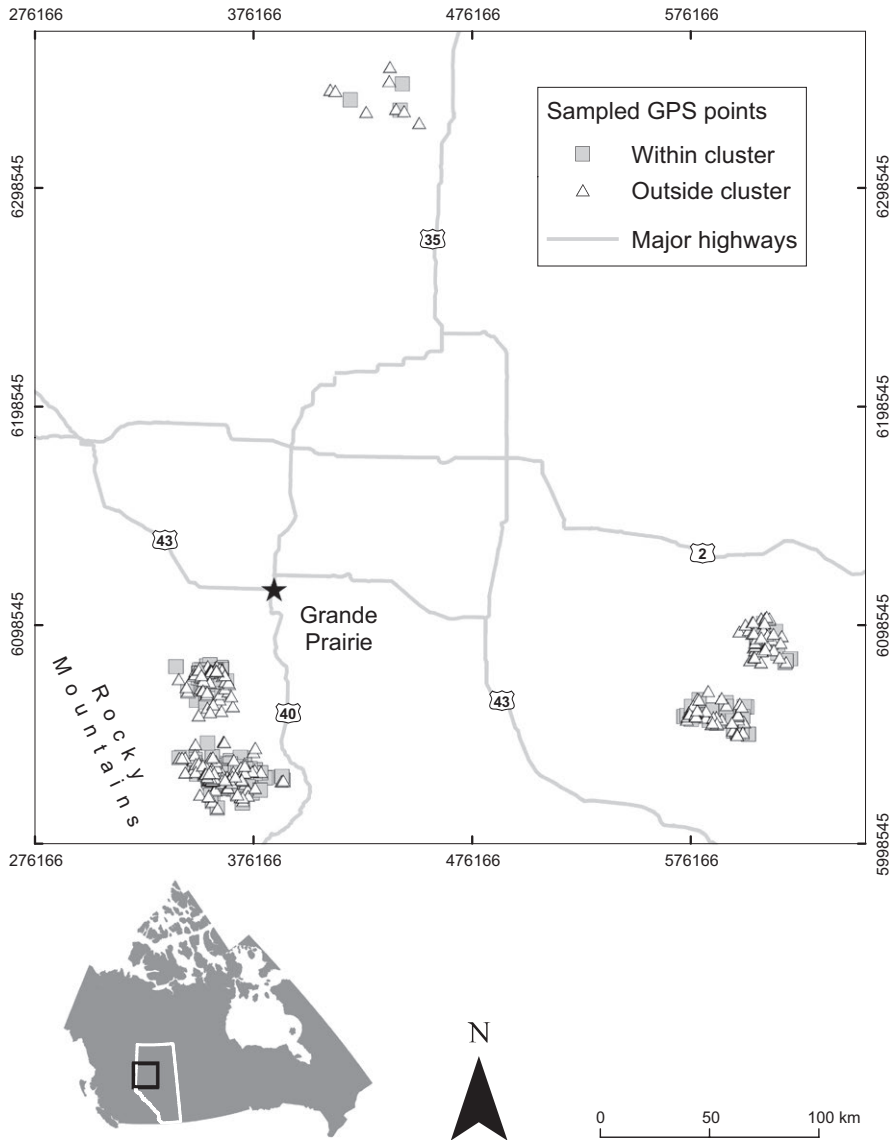 276166 376166 476166 576166
Sampled GPS points
Within cluster
Outside cluster
Major highways
6298545
6298545
35
6198545
6198545
43
2
Grande
Prairie
6098545
6098545
Rocky
Mountains
40
43
5998545
276166 376166 476166 576166
N
0 50 100 km